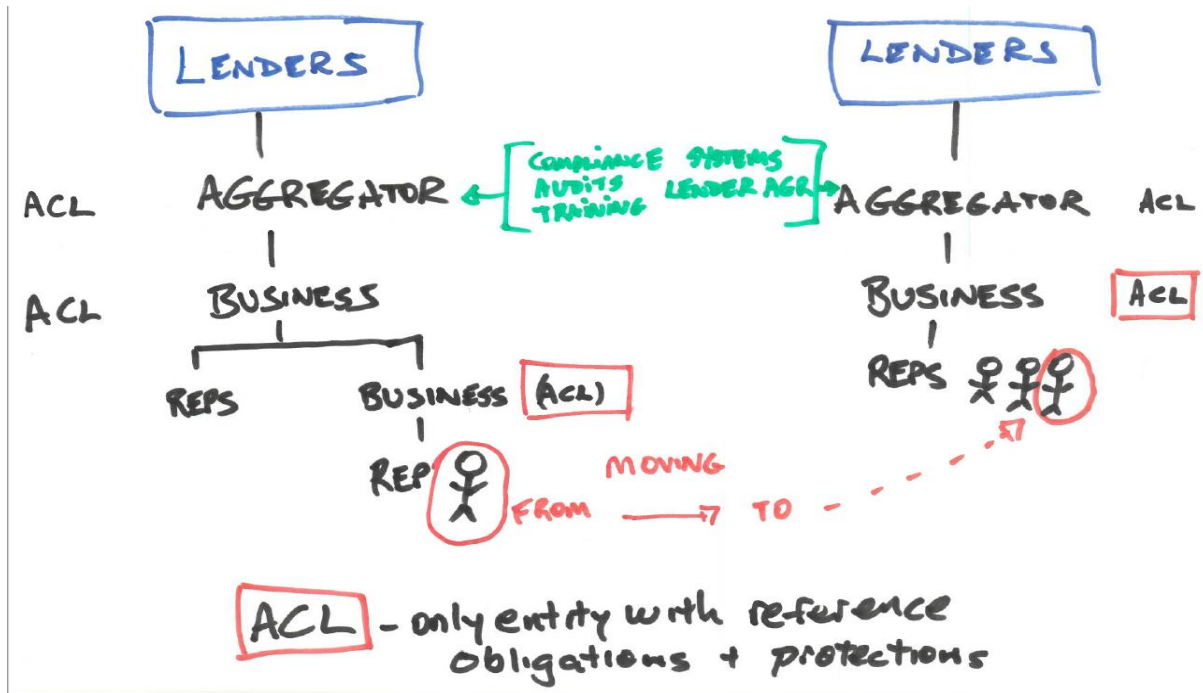 LENDERS
LENDERS
COMPLIANCE SYSTEMS
AUDITS LENDER AGR
TRAINING
ACL AGGREGATOR
AGGREGATOR ACL
ACL BUSINESS
BUSINESS ACL
REPS BUSINESS (ACL)
REPS
REP
MOVING
FROM TO
ACL - only entity with reference
obligations + protections